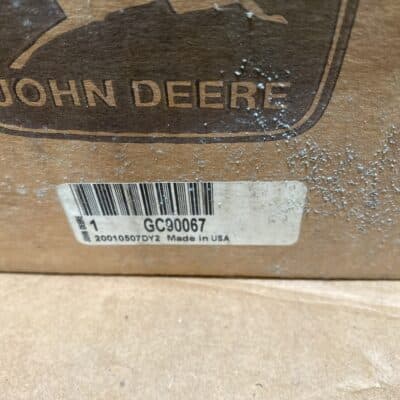 JOHN DEERE
1 GC90067
20010507DY2 Made in USA